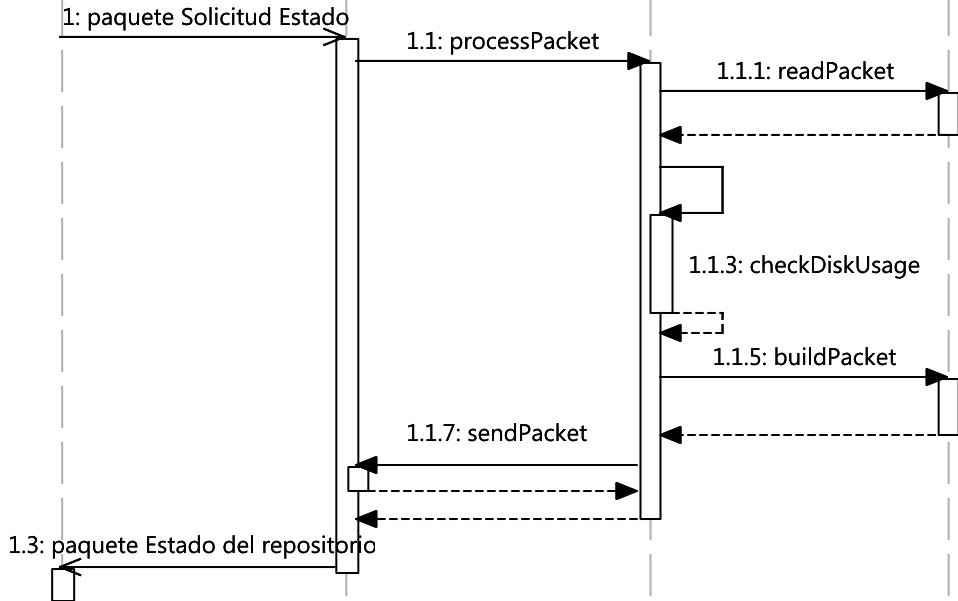 1: paquete Solicitud Estado
1.1: processPacket
1.1.1: readPacket
1.1.3: checkDiskUsage
1.1.5: buildPacket
1.1.7: sendPacket
1.3: paquete Estado del repositorio